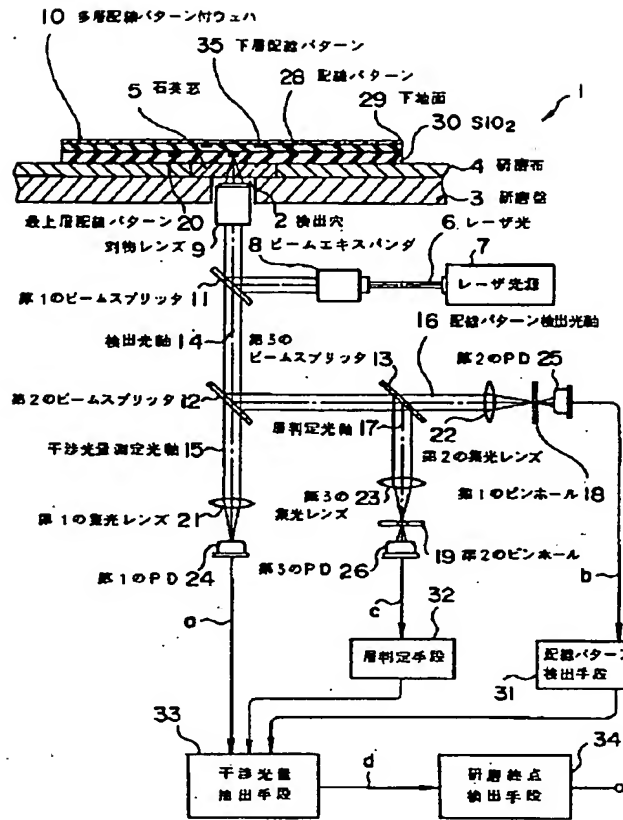 10 多層配線パターン付ウェハ
35 下層配線パターン
5 石英芯
28 配線パターン
29 下地面
30 SiO₂
1
4 研磨布
3 研磨盤
2 検出穴
最上層配線パターン 20
対物レンズ 9
8 ビームエキスパンダ
6 レーザ光
7
レーザ光源
第1のビームスプリッタ 11
検出光軸 14
第3の
ビームスプリッタ 13
16 配線パターン検出光軸
第2のPD 25
第2のビームスプリッタ 12
層判定光軸 17
22
第2の集光レンズ
干渉光量測定光軸 15
18
第1のピンホール
第1の集光レンズ 21
第3の
集光レンズ
23
19 第2のピンホール
第1のPD 24
第3のPD 26
a
c
b
32
層判定手段
配線パターン
検出手段
31
33
干渉光量
抽出手段
d
34
研磨終点
検出手段